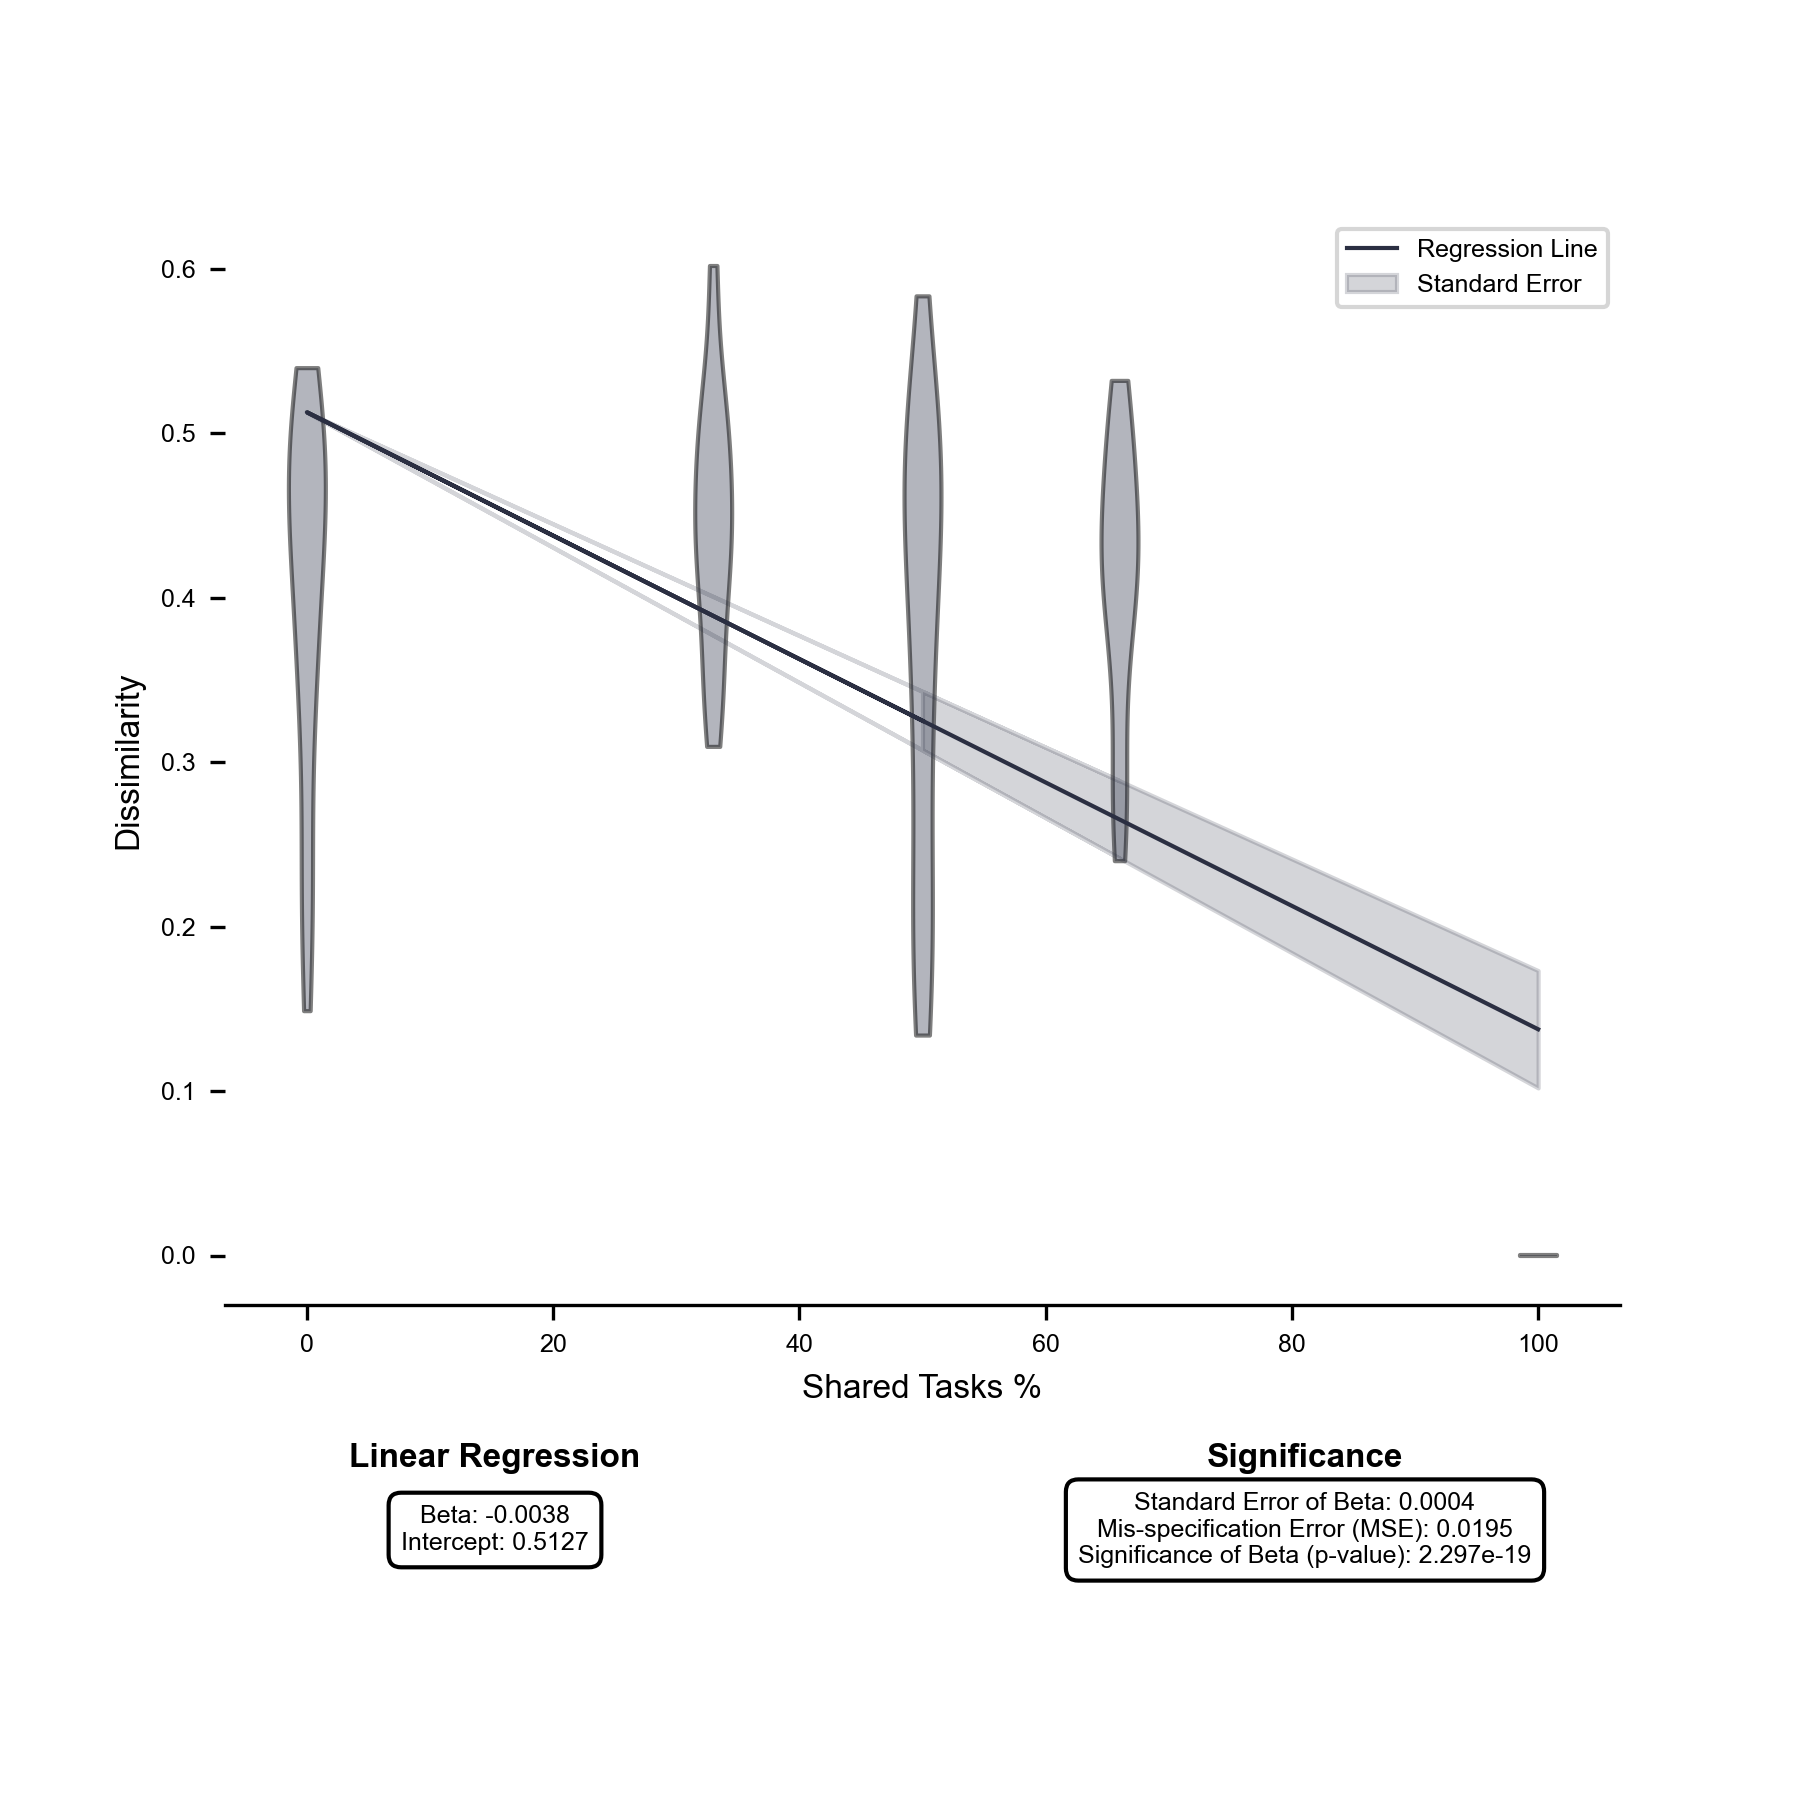 Regression Line
Standard Error
0.6
0.5
0.4
0.3
0.2
0.1
0.0
Dissimilarity
0 20 40 60 80 100
Shared Tasks %
Linear Regression
Beta: -0.0038
Intercept: 0.5127
Significance
Standard Error of Beta: 0.0004
Mis-specification Error (MSE): 0.0195
Significance of Beta (p-value): 2.297e-19